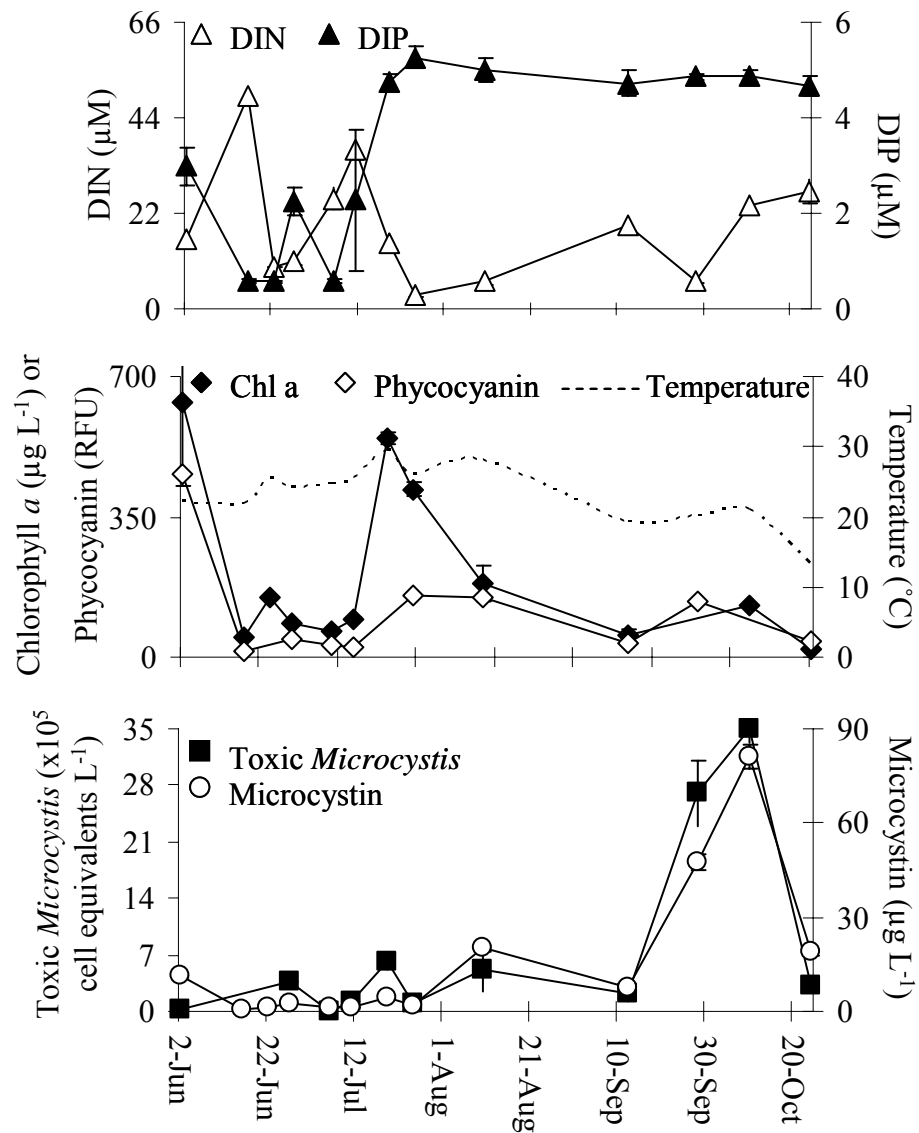 66
44
22
0
DIN (µM)
DIN
DIP
6
4
2
0
DIP
(µM)
700
350
0
Chlorophyll a (µg L-1) or
Phycocyanin (RFU)
Chl a
Phycocyanin
Temperature
40
30
20
10
0
Temperature (˚C)
35
28
21
14
7
0
Toxic Microcystis (x10⁵
cell equivalents L-1)
Toxic Microcystis
Microcystin
90
60
30
0
Microcystin (µg L-1)
2-Jun
22-Jun
12-Jul
1-Aug
21-Aug
10-Sep
30-Sep
20-Oct